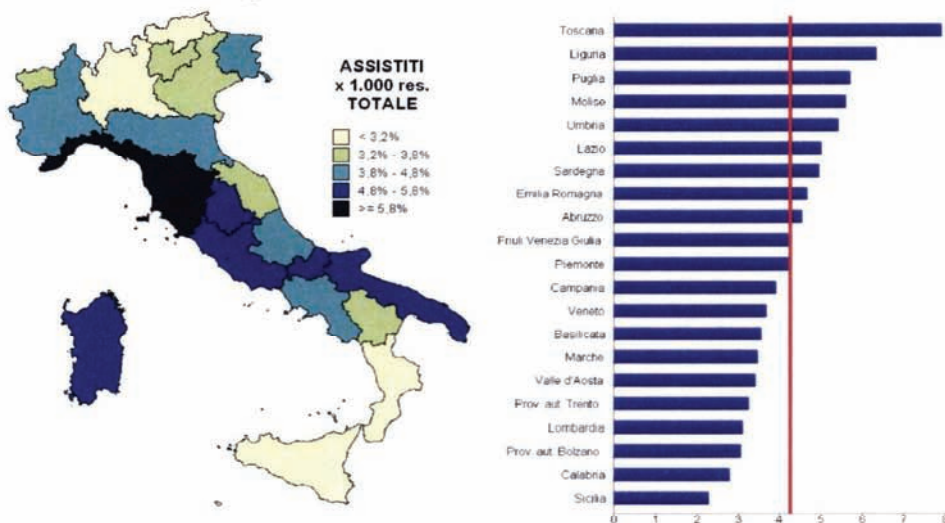 ASSISTITI
x 1.000 res.
TOTALE
< 3,2%
3,2% - 3,8%
3,8% - 4,8%
4,8% - 5,8%
>= 5,8%
Toscana
Liguria
Puglia
Molise
Umbria
Lazio
Sardegna
Emilia Romagna
Abruzzo
Friuli Venezia Giulia
Piemonte
Campania
Veneto
Basilicata
Marche
Valle d'Aosta
Prov. aut. Trento
Lombardia
Prov. aut. Bolzano
Calabria
Sicilia
0 1 2 3 4 5 6 7 8